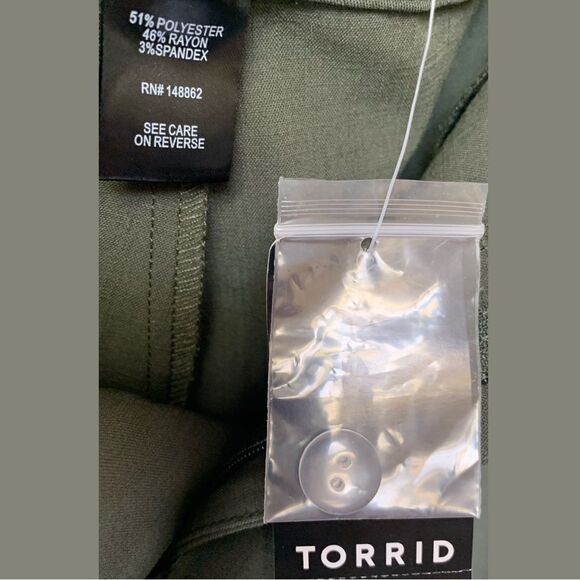 51% POLYESTER
46% RAYON
3%SPANDEX
RN# 148862
SEE CARE
ON REVERSE
TORRID